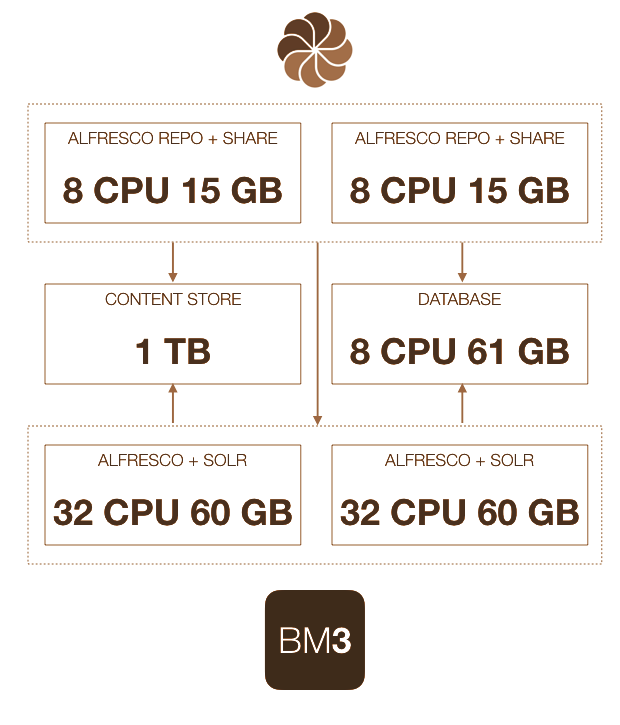 ALFRESCO REPO + SHARE
8 CPU 15 GB
ALFRESCO REPO + SHARE
8 CPU 15 GB
CONTENT STORE
1 TB
DATABASE
8 CPU 61 GB
ALFRESCO + SOLR
32 CPU 60 GB
ALFRESCO + SOLR
32 CPU 60 GB
BM3